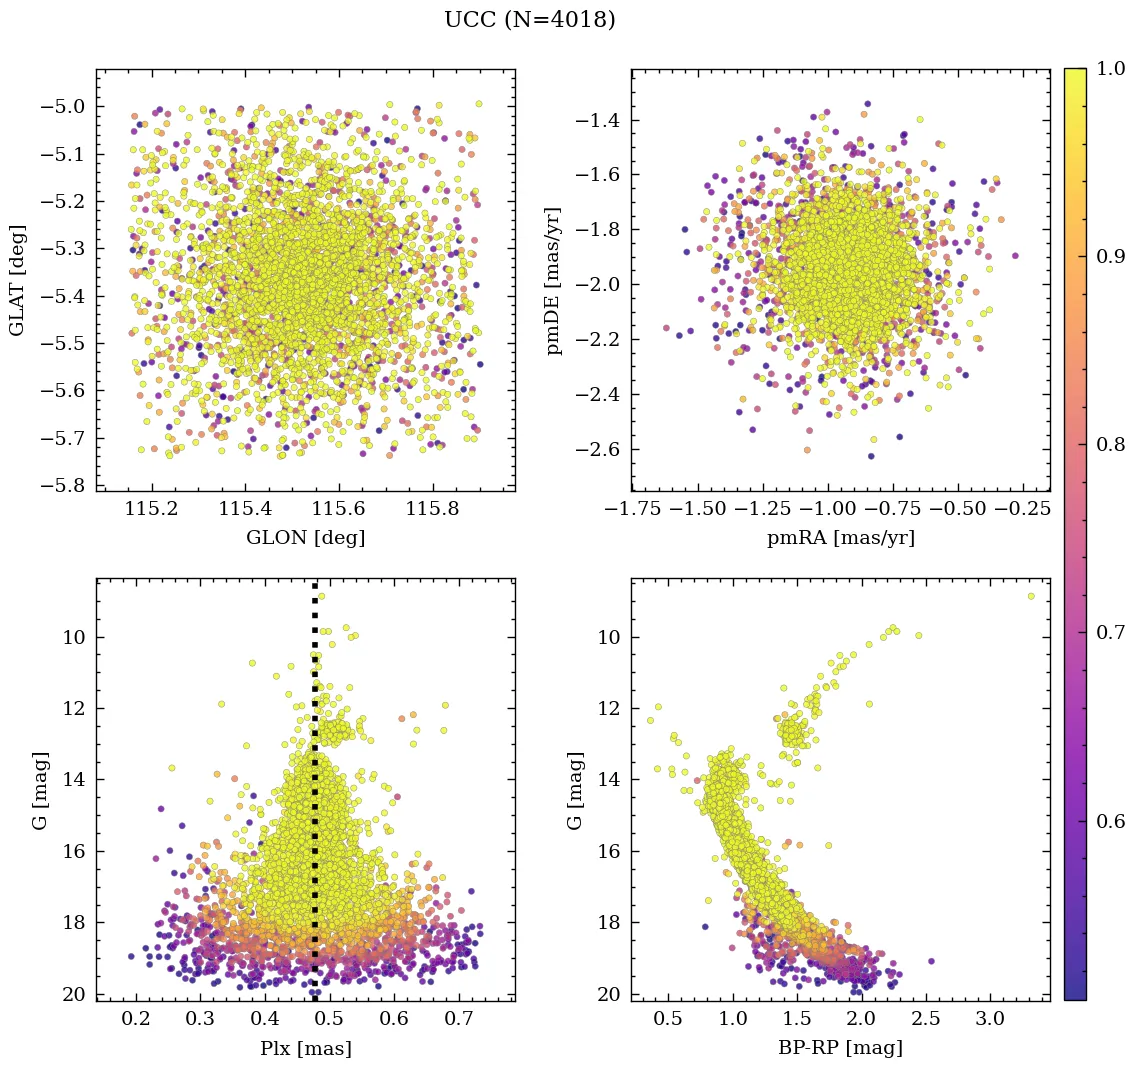 UCC (N=4018)
GLAT [deg]
−5.0
−5.1
−5.2
−5.3
−5.4
−5.5
−5.6
−5.7
−5.8
115.2 115.4 115.6 115.8
GLON [deg]
pmDE [mas/yr]
−1.4
−1.6
−1.8
−2.0
−2.2
−2.4
−2.6
−1.75 −1.50 −1.25 −1.00 −0.75 −0.50 −0.25
pmRA [mas/yr]
G [mag]
10
12
14
16
18
20
0.2 0.3 0.4 0.5 0.6 0.7
Plx [mas]
G [mag]
10
12
14
16
18
20
0.5 1.0 1.5 2.0 2.5 3.0
BP-RP [mag]
1.0
0.9
0.8
0.7
0.6